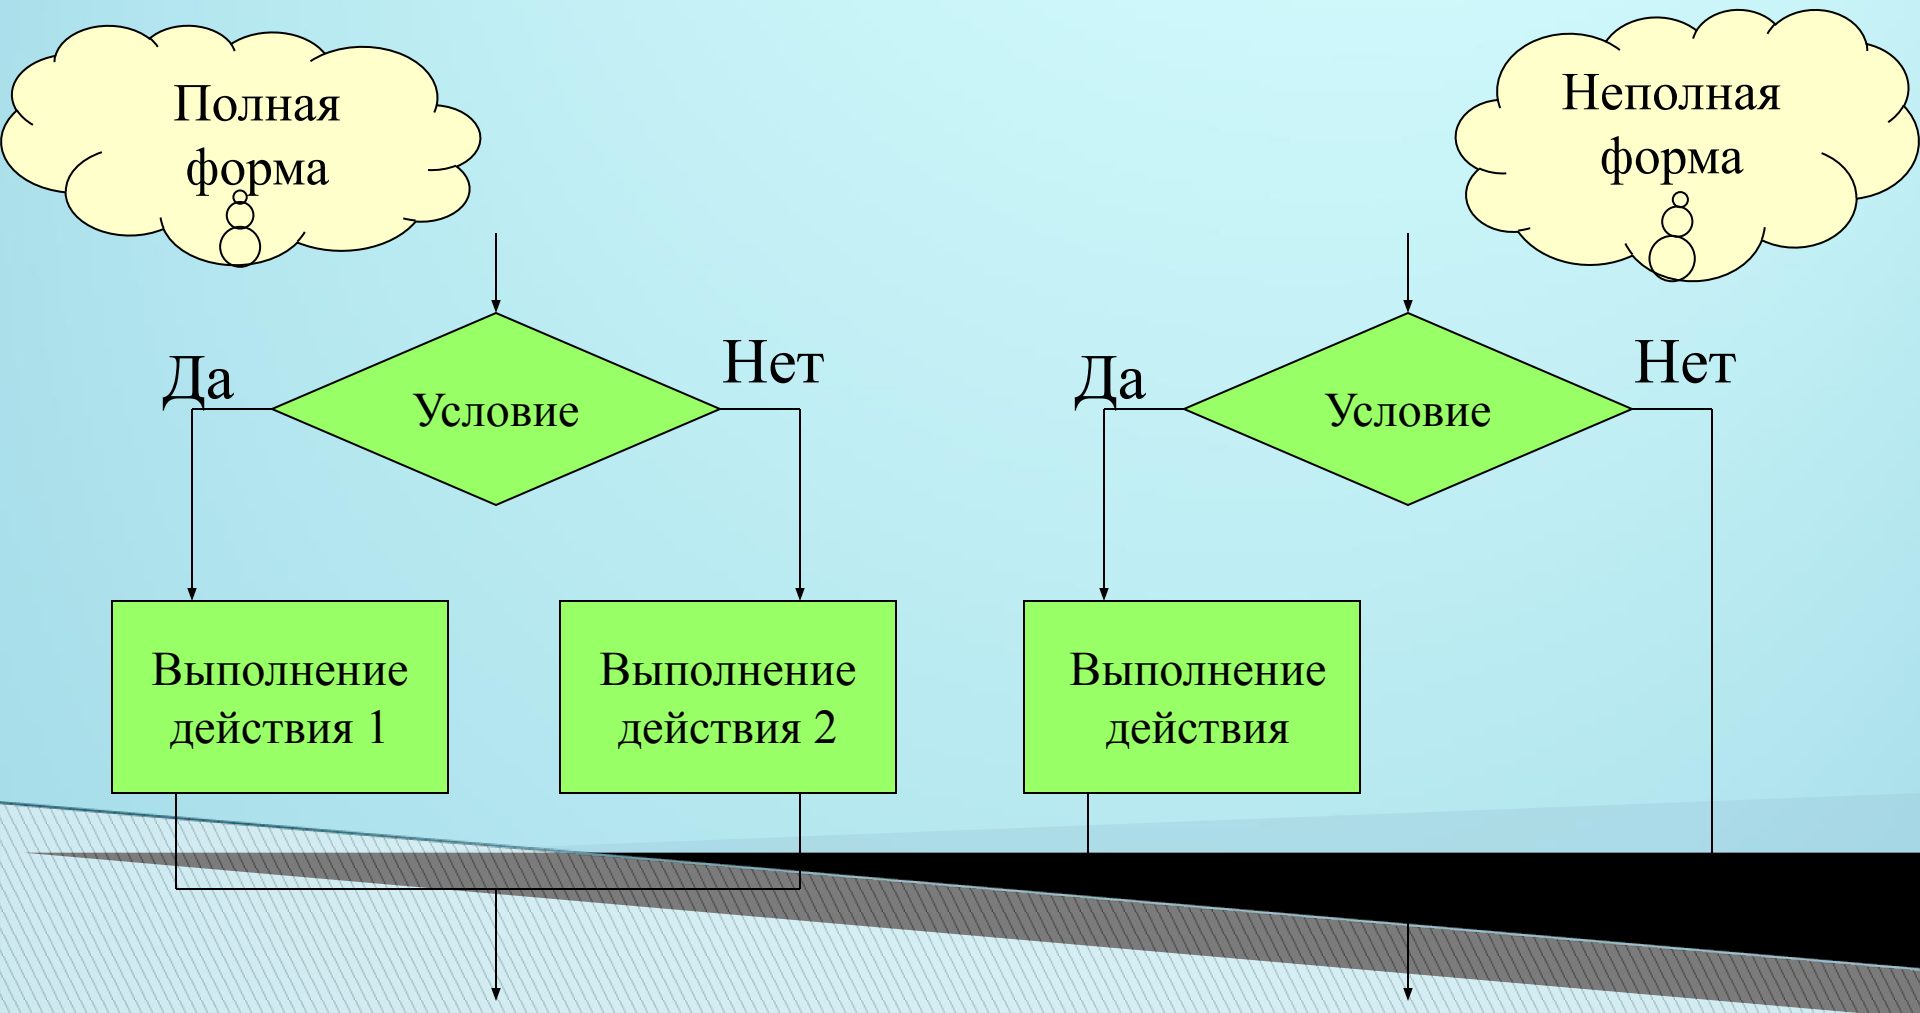 Полная
форма
Неполная
форма
Да
Нет
Условие
Да
Нет
Условие
Выполнение
действия 1
Выполнение
действия 2
Выполнение
действия